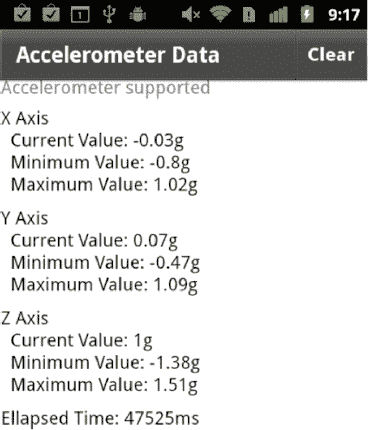 9:17
Accelerometer Data
Clear
Accelerometer supported
X Axis
Current Value: -0.03g
Minimum Value: -0.8g
Maximum Value: 1.02g
Y Axis
Current Value: 0.07g
Minimum Value: -0.47g
Maximum Value: 1.09g
Z Axis
Current Value: 1g
Minimum Value: -1.38g
Maximum Value: 1.51g
Ellapsed Time: 47525ms